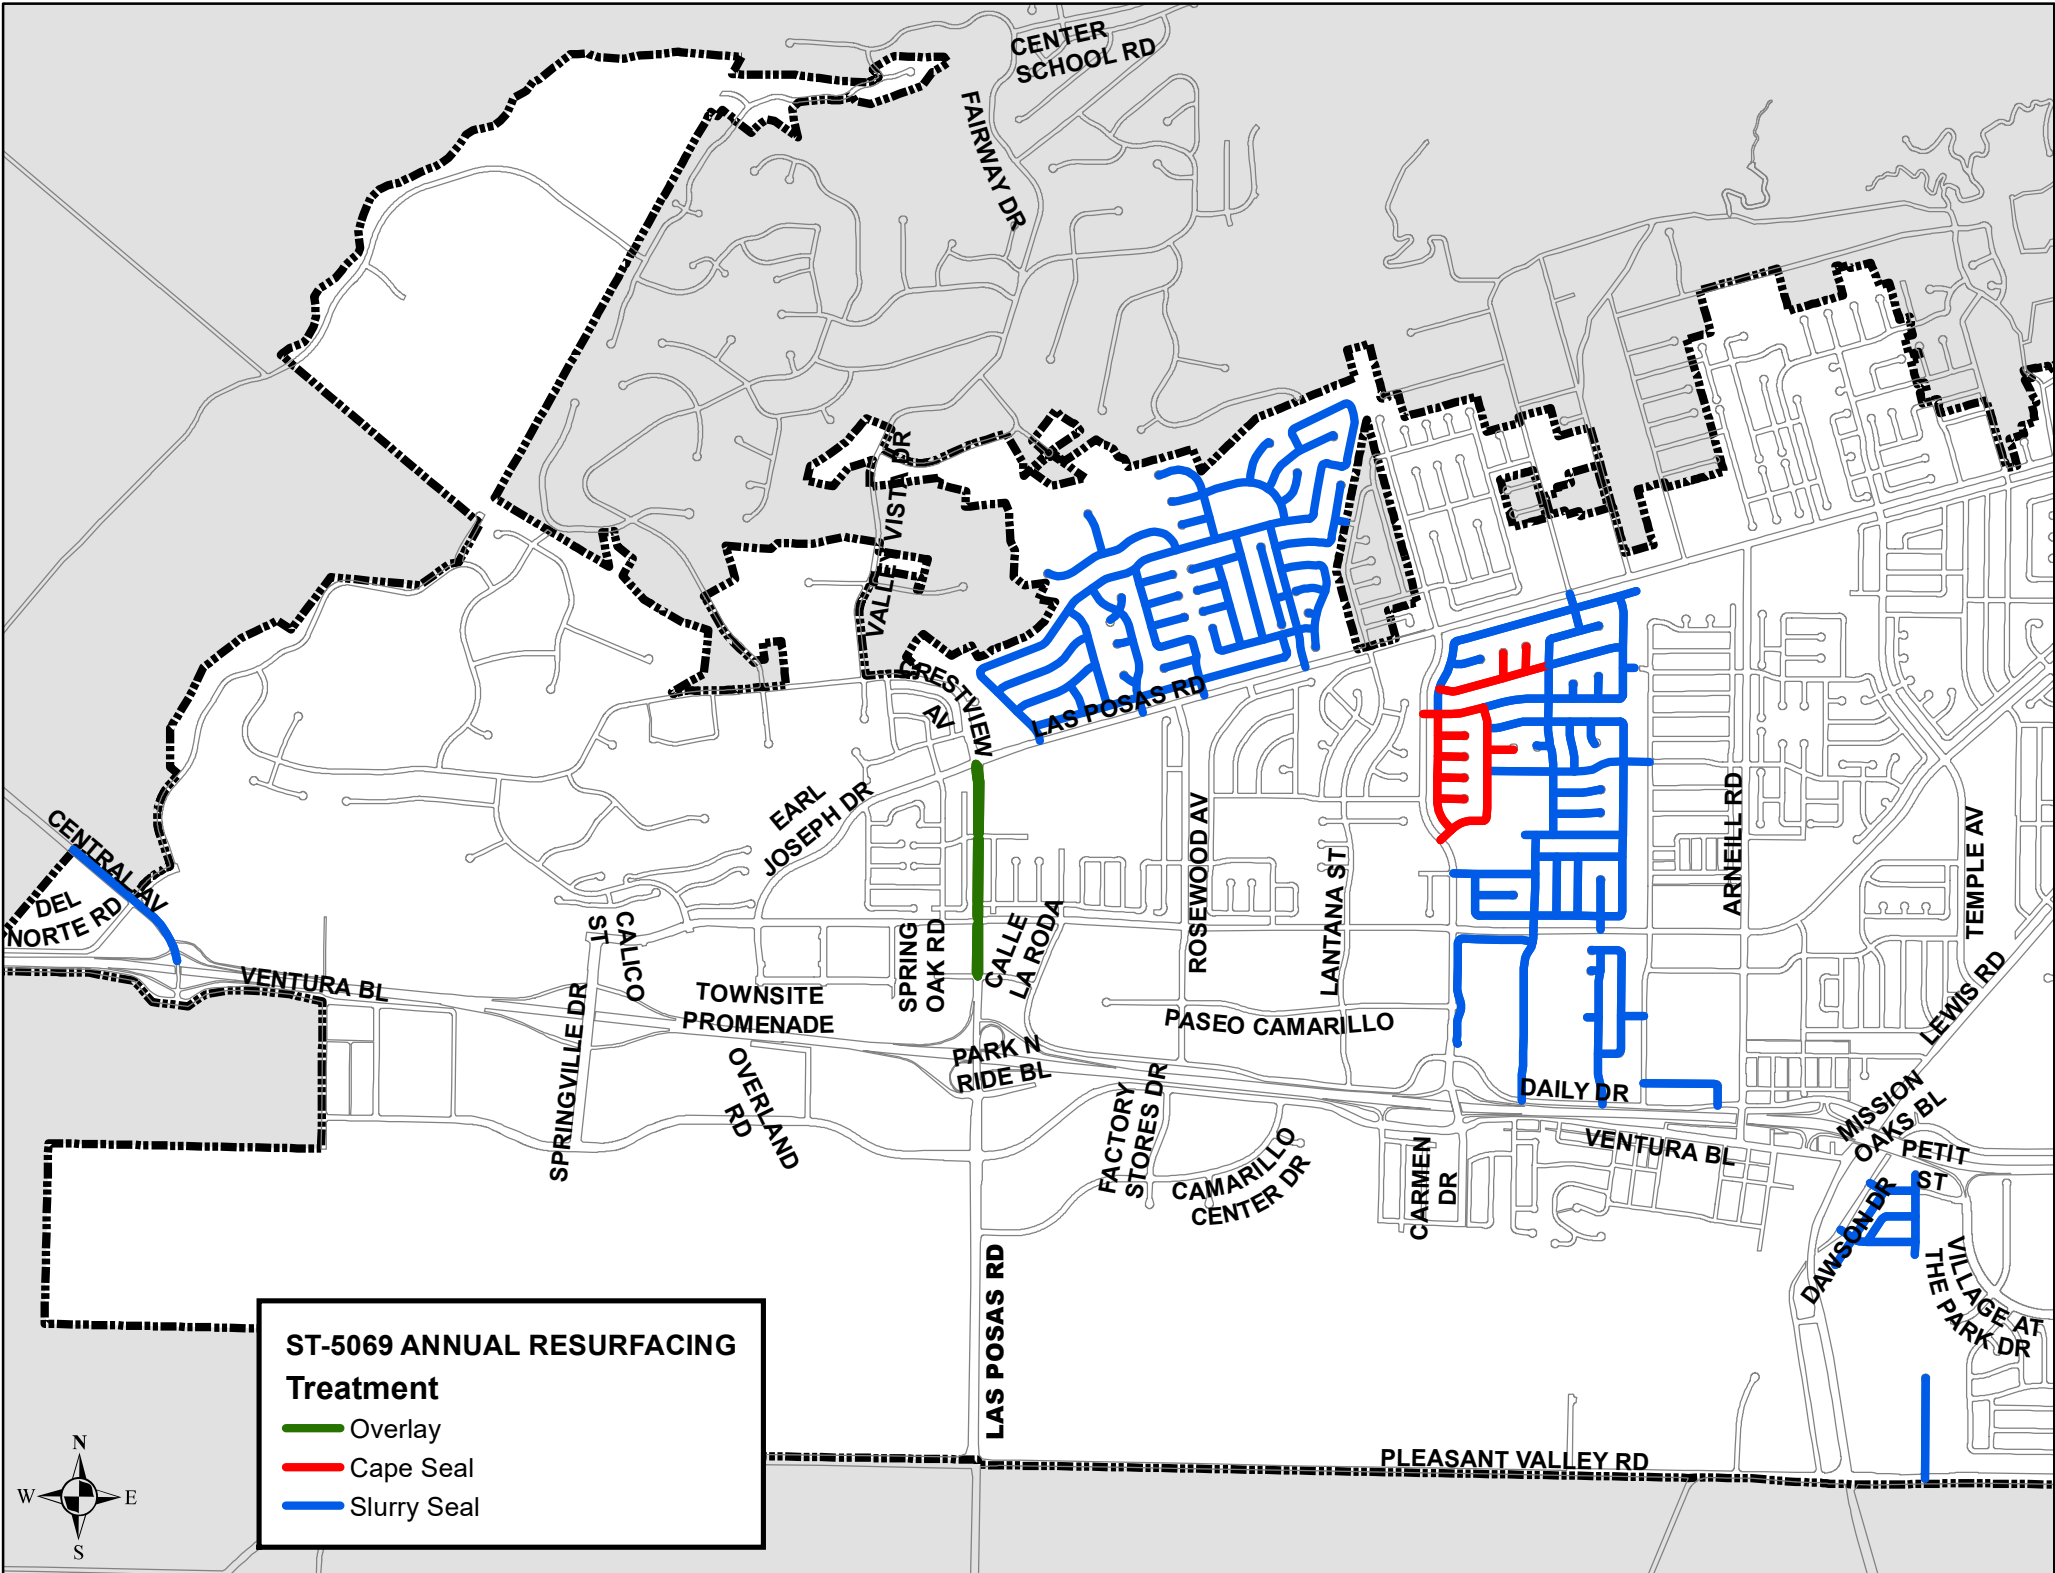 CENTER
SCHOOL RD
FAIRWAY DR
VALLEY VISTA DR
CRESTVIEW
AV
LAS POSAS RD
EARL
JOSEPH DR
CENTRAL AV
DEL
NORTE RD
VENTURA BL
CALICO
ST
SPRINGVILLE DR
TOWNSITE
PROMENADE
OVERLAND
RD
SPRING
OAK RD
CALLE
LA RODA
PARK N
RIDE BL
ROSEWOOD AV
LANTANA ST
PASEO CAMARILLO
FACTORY
STORES DR
CAMARILLO
CENTER DR
CARMEN
DR
DAILY DR
VENTURA BL
ARNEILL RD
TEMPLE AV
LEWIS RD
MISSION
OAKS BL
PETIT
ST
DAWSON DR
VILLAGE AT
THE PARK DR
LAS POSAS RD
PLEASANT VALLEY RD
ST-5069 ANNUAL RESURFACING
Treatment
Overlay
Cape Seal
Slurry Seal
N
W
E
S